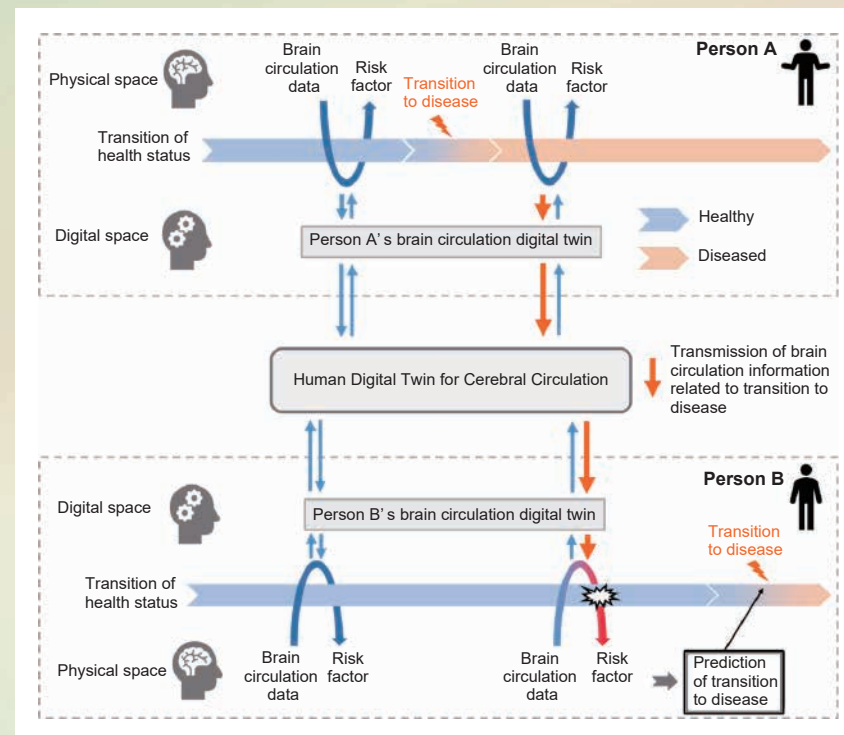 Person A
Physical space
Brain
circulation
data
Risk
factor
Transition
to disease
Brain
circulation
data
Risk
factor
Transition of
health status
Digital space
Person A's brain circulation digital twin
Healthy
Diseased
Human Digital Twin for Cerebral Circulation
Transmission of brain
circulation information
related to transition to
disease
Person B
Digital space
Person B's brain circulation digital twin
Transition
to disease
Transition of
health status
Physical space
Brain
circulation
data
Risk
factor
Brain
circulation
data
Risk
factor
Prediction
of transition
to disease